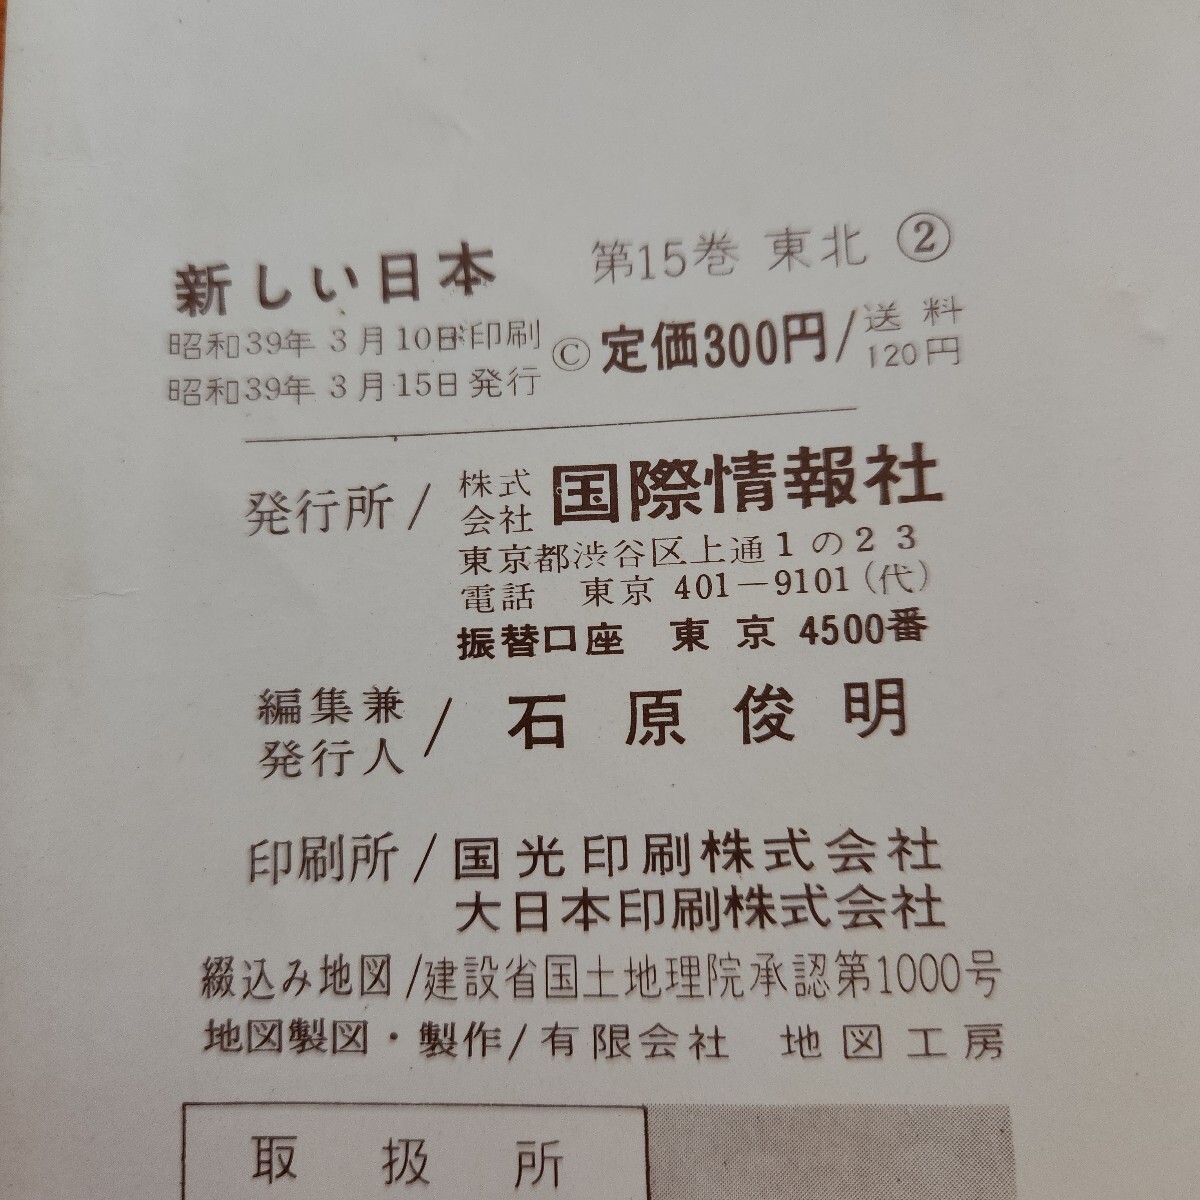 新しい日本 第15巻 東北 ②
昭和39年 3月10日印刷
昭和39年 3月15日発行
© 定価300円/送料120円
発行所/株式会社 国際情報社
東京都渋谷区上通1の23
電話 東京 401-9101(代)
振替口座 東京 4500番
編集兼発行人/石原俊明
印刷所/国光印刷株式会社
大日本印刷株式会社
綴込み地図/建設省国土地理院承認第1000号
地図製図・製作/有限会社 地図工房
取扱所